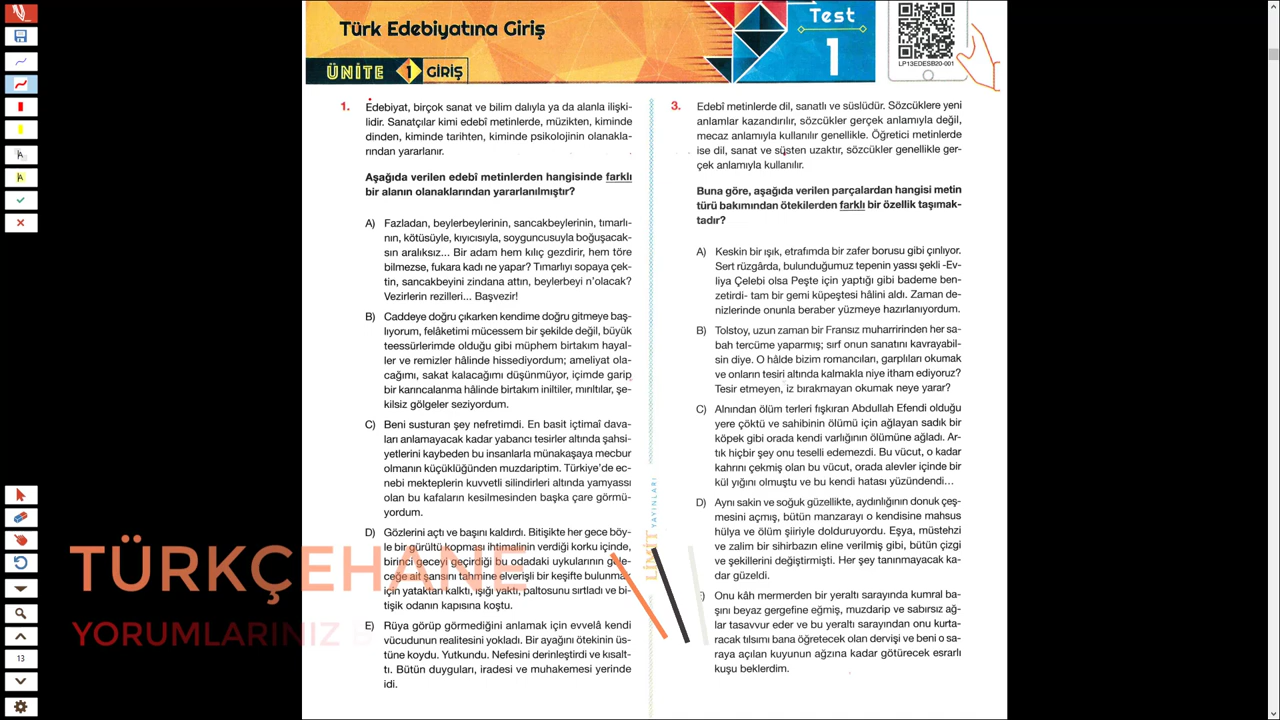 Türk Edebiyatına Giriş
ÜNİTE 1 GİRİŞ
Test
1
LP13EDESB20-001
1. Edebiyat, birçok sanat ve bilim dalıyla ya da alanla ilişki-
lidir. Sanatçılar kimi edebî metinlerde, müzikten, kiminde
dinden, kiminde tarihten, kiminde psikolojinin olanakla-
rından yararlanır.
Aşağıda verilen edebî metinlerden hangisinde farklı
bir alanın olanaklarından yararlanılmıştır?
A) Fazladan, beylerbeylerinin, sancakbeylerinin, tımarlı-
nın, kötüsüyle, kıyıcısıyla, soyguncusuyla boğuşacak-
sın aralıksız... Bir adam hem kılıç gezdirir, hem töre
bilmezse, fukara kadı ne yapar? Tımarlıyı sopaya çek-
tin, sancakbeyini zindana attın, beylerbeyi n'olacak?
Vezirlerin rezilleri... Başvezir!
B) Caddeye doğru çıkarken kendime doğru gitmeye baş-
lıyorum, felâketimi mücessem bir şekilde değil, büyük
teessürlerimde olduğu gibi müphem birtakım hayal-
ler ve remizler hâlinde hissediyordum; ameliyat ola-
cağımı, sakat kalacağımı düşünmüyor, içimde garip
bir karıncalanma hâlinde birtakım iniltiler, mırıltılar, şe-
kilsiz gölgeler seziyordum.
C) Beni susturan şey nefretimdi. En basit içtimaî dava-
ları anlamayacak kadar yabancı tesirler altında şahsi-
yetlerini kaybeden bu insanlarla münakaşaya mecbur
olmanın küçüklüğünden muzdariptim. Türkiye'de ec-
nebi mekteplerin kuvvetli silindirleri altında yamyassı
olan bu kafaların kesilmesinden başka çare görmü-
yordum.
D) Gözlerini açtı ve başını kaldırdı. Bitişikte her gece böy-
le bir gürültü kopması ihtimalinin verdiği korku içinde,
birinci geceyi geçirdiği bu odadaki uykularının gele-
ceğe ait şansını tahmine elverişli bir keşifte bulunmak
için yataktan kalktı, ışığı yaktı, paltosunu sırtladı ve bi-
tişik odanın kapısına koştu.
E) Rüya görüp görmediğini anlamak için evvelâ kendi
vücudunun realitesini yokladı. Bir ayağını ötekinin üs-
tüne koydu. Yutkundu. Nefesini derinleştirdi ve kısalt-
tı. Bütün duyguları, iradesi ve muhakemesi yerinde
idi.
3. Edebî metinlerde dil, sanatlı ve süslüdür. Sözcüklere yeni
anlamlar kazandırılır, sözcükler gerçek anlamıyla değil,
mecaz anlamıyla kullanılır genellikle. Öğretici metinlerde
ise dil, sanat ve süsten uzaktır, sözcükler genellikle ger-
çek anlamıyla kullanılır.
Buna göre, aşağıda verilen parçalardan hangisi metin
türü bakımından ötekilerden farklı bir özellik taşımak-
tadır?
A) Keskin bir ışık, etrafımda bir zafer borusu gibi çınlıyor.
Sert rüzgârda, bulunduğumuz tepenin yassı şekli -Ev-
liya Çelebi olsa Peşte için yaptığı gibi bademe ben-
zetirdi- tam bir gemi küpeştesi hâlini aldı. Zaman de-
nizlerinde onunla beraber yüzmeye hazırlanıyordum.
B) Tolstoy, uzun zaman bir Fransız muharririnden her sa-
bah tercüme yaparmış; sırf onun sanatını kavrayabil-
sin diye. O hâlde bizim romancıları, garplıları okumak
ve onların tesiri altında kalmakla niye itham ediyoruz?
Tesir etmeyen, iz bırakmayan okumak neye yarar?
C) Alnından ölüm terleri fışkıran Abdullah Efendi olduğu
yere çöktü ve sahibinin ölümü için ağlayan sadık bir
köpek gibi orada kendi varlığının ölümüne ağladı. Ar-
tık hiçbir şey onu teselli edemezdi. Bu vücut, o kadar
kahrını çekmiş olan bu vücut, orada alevler içinde bir
kül yığını olmuştu ve bu kendi hatası yüzündendi...
D) Aynı sakin ve soğuk güzellikte, aydınlığının donuk çeş-
mesini açmış, bütün manzarayı o kendisine mahsus
hülya ve ölüm şiiriyle dolduruyordu. Eşya, müstehzi
ve zalim bir sihirbazın eline verilmiş gibi, bütün çizgi
ve şekillerini değiştirmişti. Her şey tanınmayacak ka-
dar güzeldi.
E) Onu kâh mermerden bir yeraltı sarayında kumral ba-
şını beyaz gergefine eğmiş, muzdarip ve sabırsız ağ-
lar tasavvur eder ve bu yeraltı sarayından onu kurta-
racak tılsımı bana öğretecek olan dervişi ve beni o sa-
raya açılan kuyunun ağzına kadar götürecek esrarlı
kuşu beklerdim.
LİMİT YAYINLARI
TÜRKÇEHANE
YORUMLARINIZ
13